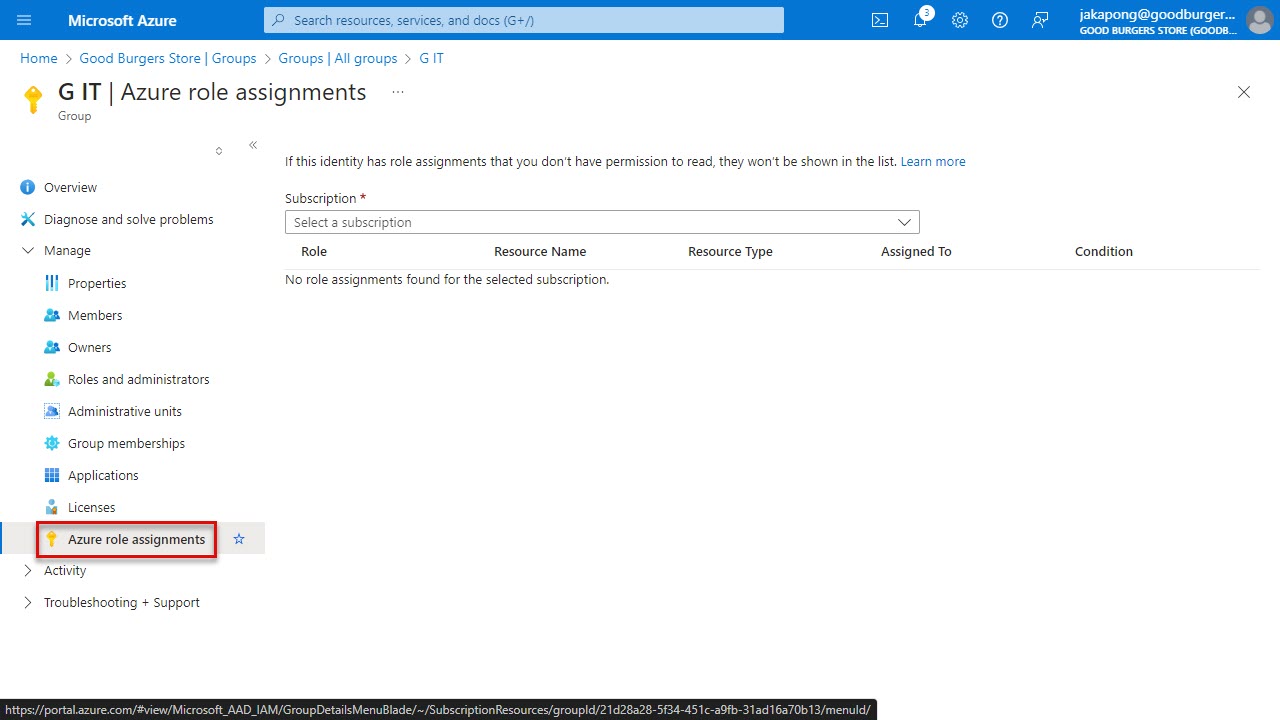 Microsoft Azure
Search resources, services, and docs (G+/)
3
jakapong@goodburger...
GOOD BURGERS STORE (GOODB...
Home > Good Burgers Store | Groups > Groups | All groups > G IT
G IT | Azure role assignments ...
Group
If this identity has role assignments that you don't have permission to read, they won't be shown in the list. Learn more
Overview
Diagnose and solve problems
Manage
Properties
Members
Owners
Roles and administrators
Administrative units
Group memberships
Applications
Licenses
Azure role assignments
Activity
Troubleshooting + Support
Subscription *
Select a subscription
Role Resource Name Resource Type Assigned To Condition
No role assignments found for the selected subscription.
https://portal.azure.com/#view/Microsoft_AAD_IAM/GroupDetailsMenuBlade/~/SubscriptionResources/groupId/21d28a28-5f34-451c-a9fb-31ad16a70b13/menuId/